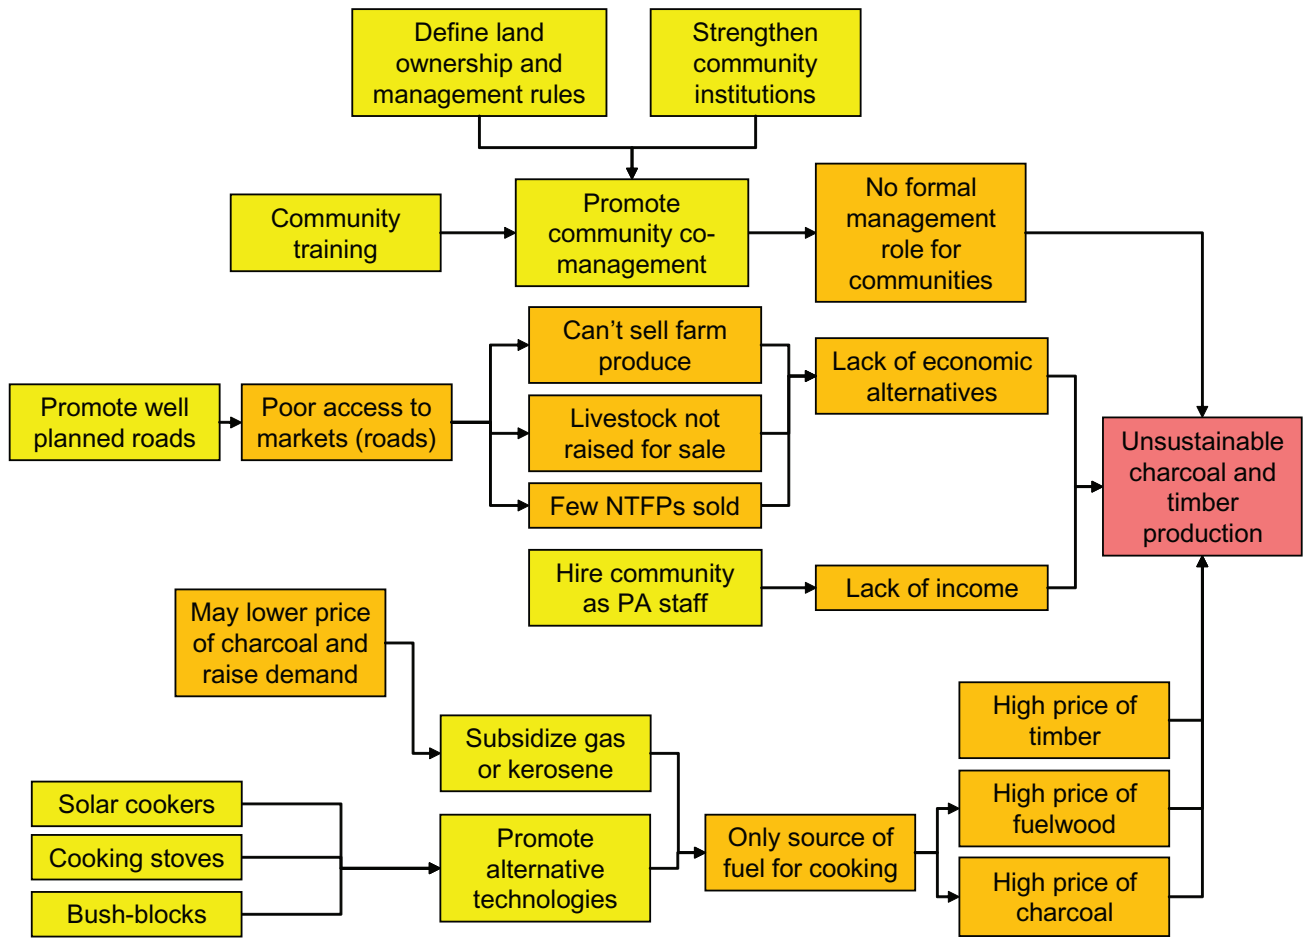 Define land
ownership and
management rules
Strengthen
community
institutions
Community
training
Promote
community co-
management
No formal
management
role for
communities
Can't sell farm
produce
Lack of economic
alternatives
Promote well
planned roads
Poor access to
markets (roads)
Livestock not
raised for sale
Few NTFPs sold
Unsustainable
charcoal and
timber
production
Hire community
as PA staff
Lack of income
May lower price
of charcoal and
raise demand
Subsidize gas
or kerosene
High price of
timber
Solar cookers
Cooking stoves
Bush-blocks
Promote
alternative
technologies
Only source of
fuel for cooking
High price of
fuelwood
High price of
charcoal